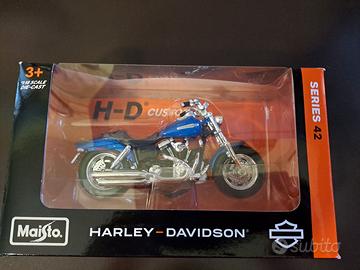 3+
1:18 SCALE
DIE-CAST
H-D®
CUSTO
SERIES 42
Maisto.
HARLEY-DAVIDSON®
subito